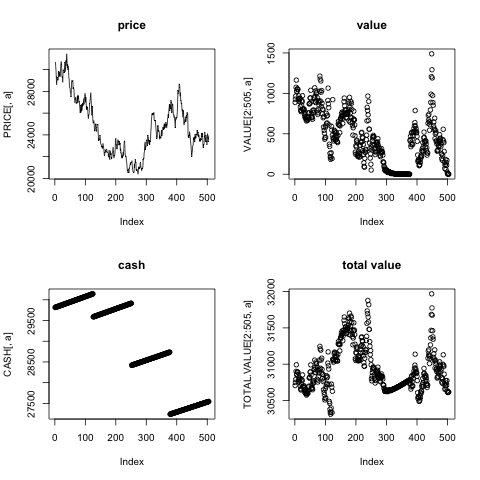 price
PRICE[, a]
20000 24000 28000
0 100 200 300 400 500
Index
value
VALUE[2:505, a]
0 500 1000 1500
0 100 200 300 400 500
Index
cash
CASH[, a]
27500 28500 29500
0 100 200 300 400 500
Index
total value
TOTAL.VALUE[2:505, a]
30500 31000 31500 32000
0 100 200 300 400 500
Index